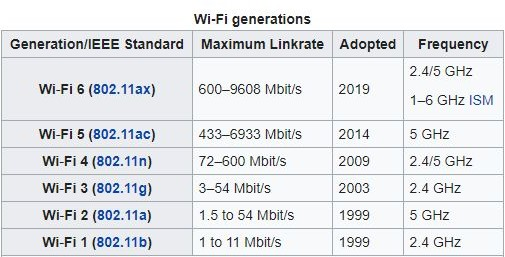 Wi-Fi generations
Generation/IEEE Standard Maximum Linkrate Adopted Frequency
Wi-Fi 6 (802.11ax) 600–9608 Mbit/s 2019 2.4/5 GHz
1–6 GHz ISM
Wi-Fi 5 (802.11ac) 433–6933 Mbit/s 2014 5 GHz
Wi-Fi 4 (802.11n) 72–600 Mbit/s 2009 2.4/5 GHz
Wi-Fi 3 (802.11g) 3–54 Mbit/s 2003 2.4 GHz
Wi-Fi 2 (802.11a) 1.5 to 54 Mbit/s 1999 5 GHz
Wi-Fi 1 (802.11b) 1 to 11 Mbit/s 1999 2.4 GHz